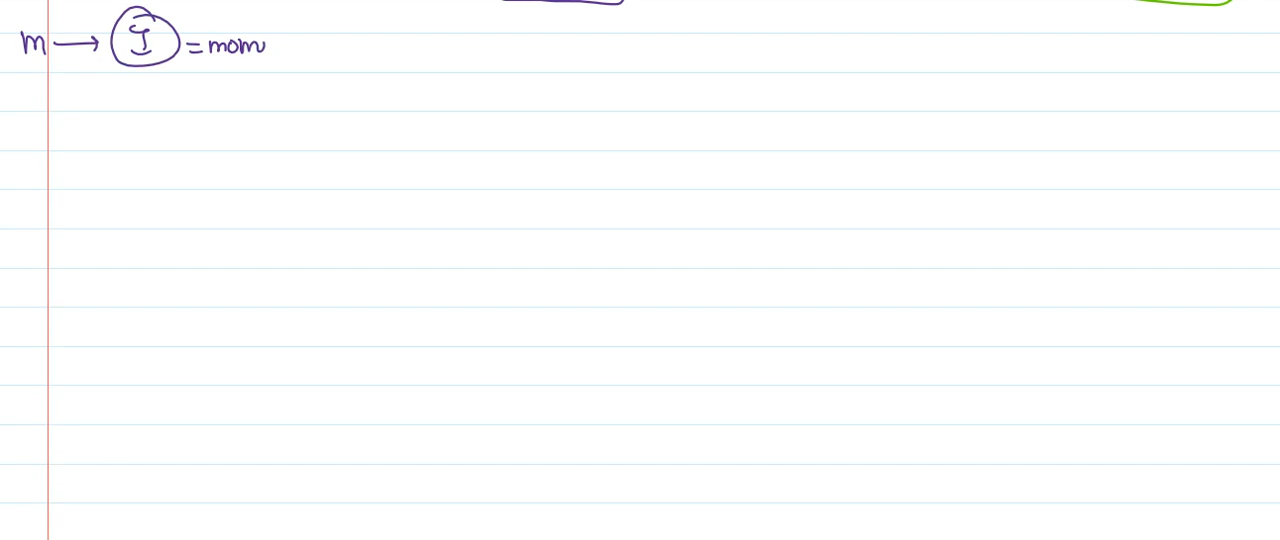 m → I = mom